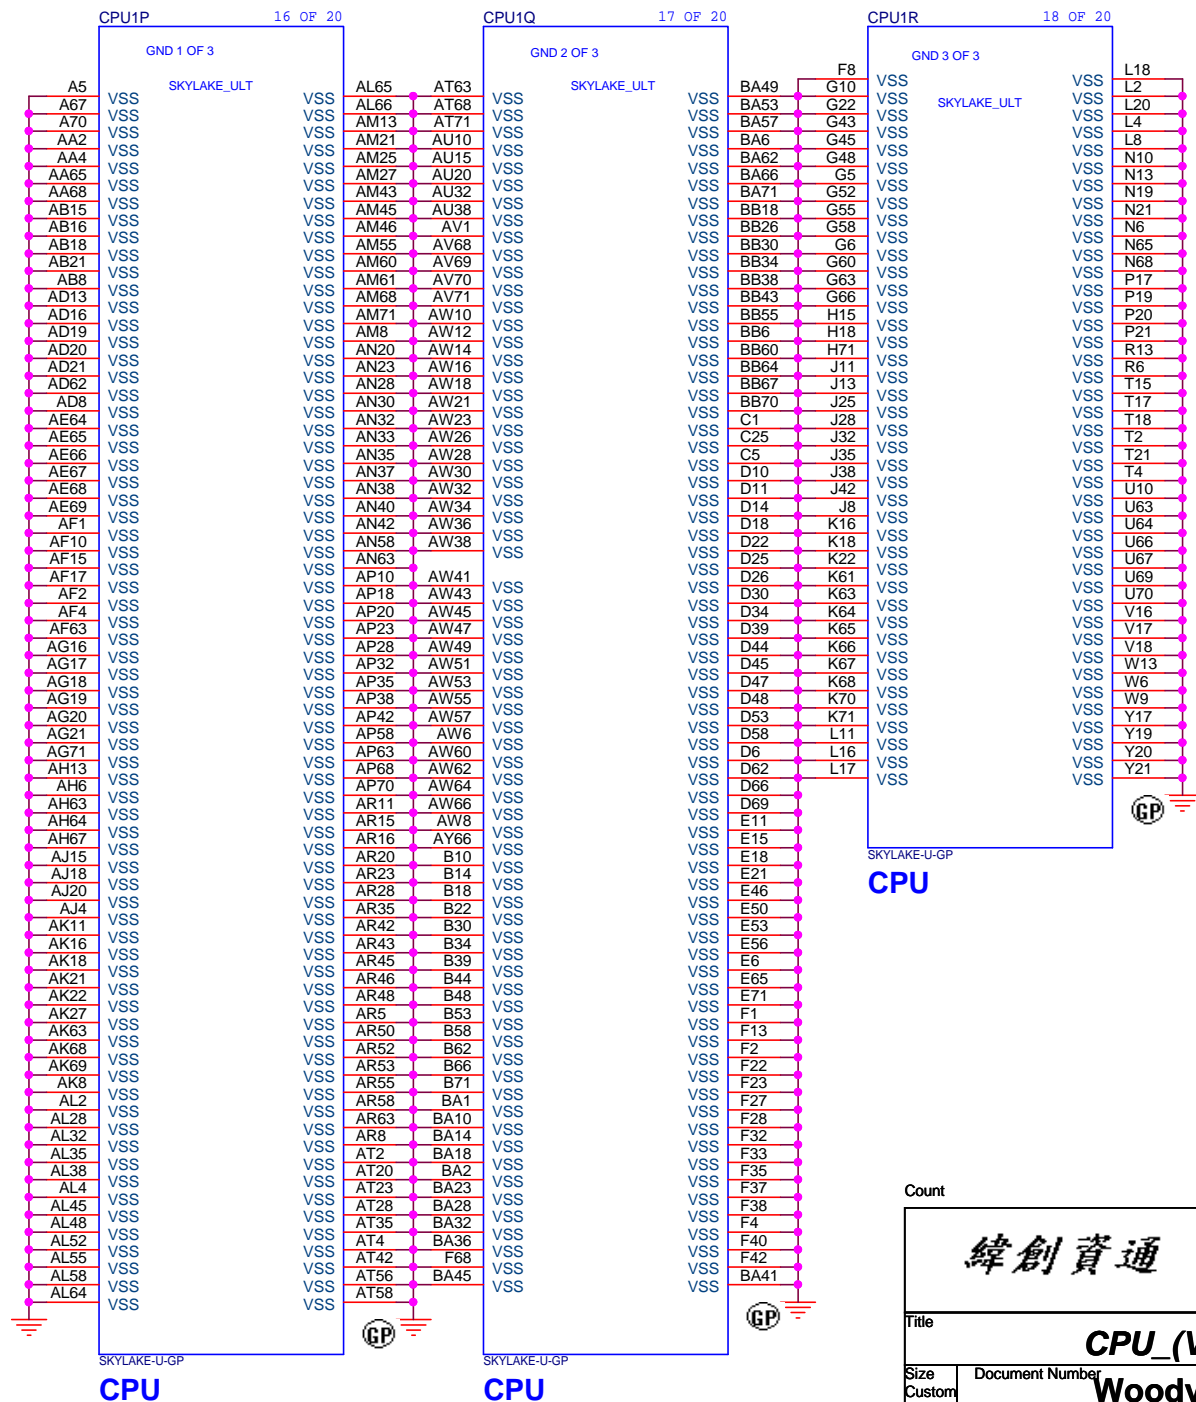 CPU1P 16 OF 20
GND 1 OF 3
SKYLAKE_ULT
A5 VSS VSS AL65
A67 VSS VSS AL66
A70 VSS VSS AM13
AA2 VSS VSS AM21
AA4 VSS VSS AM25
AA65 VSS VSS AM27
AA68 VSS VSS AM43
AB15 VSS VSS AM45
AB16 VSS VSS AM46
AB18 VSS VSS AM55
AB21 VSS VSS AM60
AB8 VSS VSS AM61
AD13 VSS VSS AM68
AD16 VSS VSS AM71
AD19 VSS VSS AM8
AD20 VSS VSS AN20
AD21 VSS VSS AN23
AD62 VSS VSS AN28
AD8 VSS VSS AN30
AE64 VSS VSS AN32
AE65 VSS VSS AN33
AE66 VSS VSS AN35
AE67 VSS VSS AN37
AE68 VSS VSS AN38
AE69 VSS VSS AN40
AF1 VSS VSS AN42
AF10 VSS VSS AN58
AF15 VSS VSS AN63
AF17 VSS VSS AP10
AF2 VSS VSS AP18
AF4 VSS VSS AP20
AF63 VSS VSS AP23
AG16 VSS VSS AP28
AG17 VSS VSS AP32
AG18 VSS VSS AP35
AG19 VSS VSS AP38
AG20 VSS VSS AP42
AG21 VSS VSS AP58
AG71 VSS VSS AP63
AH13 VSS VSS AP68
AH6 VSS VSS AP70
AH63 VSS VSS AR11
AH64 VSS VSS AR15
AH67 VSS VSS AR16
AJ15 VSS VSS AR20
AJ18 VSS VSS AR23
AJ20 VSS VSS AR28
AJ4 VSS VSS AR35
AK11 VSS VSS AR42
AK16 VSS VSS AR43
AK18 VSS VSS AR45
AK21 VSS VSS AR46
AK22 VSS VSS AR48
AK27 VSS VSS AR5
AK63 VSS VSS AR50
AK68 VSS VSS AR52
AK69 VSS VSS AR53
AK8 VSS VSS AR55
AL2 VSS VSS AR58
AL28 VSS VSS AR63
AL32 VSS VSS AR8
AL35 VSS VSS AT2
AL38 VSS VSS AT20
AL4 VSS VSS AT23
AL45 VSS VSS AT28
AL48 VSS VSS AT35
AL52 VSS VSS AT4
AL55 VSS VSS AT42
AL58 VSS VSS AT56
AL64 VSS VSS AT58
GP
SKYLAKE-U-GP
CPU
CPU1Q 17 OF 20
GND 2 OF 3
SKYLAKE_ULT
AT63 VSS VSS BA49
AT68 VSS VSS BA53
AT71 VSS VSS BA57
AU10 VSS VSS BA6
AU15 VSS VSS BA62
AU20 VSS VSS BA66
AU32 VSS VSS BA71
AU38 VSS VSS BB18
AV1 VSS VSS BB26
AV68 VSS VSS BB30
AV69 VSS VSS BB34
AV70 VSS VSS BB38
AV71 VSS VSS BB43
AW10 VSS VSS BB55
AW12 VSS VSS BB6
AW14 VSS VSS BB60
AW16 VSS VSS BB64
AW18 VSS VSS BB67
AW21 VSS VSS BB70
AW23 VSS VSS C1
AW26 VSS VSS C25
AW28 VSS VSS C5
AW30 VSS VSS D10
AW32 VSS VSS D11
AW34 VSS VSS D14
AW36 VSS VSS D18
AW38 VSS VSS D22
VSS D25
AW41 VSS VSS D26
AW43 VSS VSS D30
AW45 VSS VSS D34
AW47 VSS VSS D39
AW49 VSS VSS D44
AW51 VSS VSS D45
AW53 VSS VSS D47
AW55 VSS VSS D48
AW57 VSS VSS D53
AW6 VSS VSS D58
AW60 VSS VSS D6
AW62 VSS VSS D62
AW64 VSS VSS D66
AW66 VSS VSS D69
AW8 VSS VSS E11
AY66 VSS VSS E15
B10 VSS VSS E18
B14 VSS VSS E21
B18 VSS VSS E46
B22 VSS VSS E50
B30 VSS VSS E53
B34 VSS VSS E56
B39 VSS VSS E6
B44 VSS VSS E65
B48 VSS VSS E71
B53 VSS VSS F1
B58 VSS VSS F13
B62 VSS VSS F2
B66 VSS VSS F22
B71 VSS VSS F23
BA1 VSS VSS F27
BA10 VSS VSS F28
BA14 VSS VSS F32
BA18 VSS VSS F33
BA2 VSS VSS F35
BA23 VSS VSS F37
BA28 VSS VSS F38
BA32 VSS VSS F4
BA36 VSS VSS F40
F68 VSS VSS F42
BA45 VSS VSS BA41
GP
SKYLAKE-U-GP
CPU
CPU1R 18 OF 20
GND 3 OF 3
SKYLAKE_ULT
F8 VSS VSS L18
G10 VSS VSS L2
G22 VSS VSS L20
G43 VSS VSS L4
G45 VSS VSS L8
G48 VSS VSS N10
G5 VSS VSS N13
G52 VSS VSS N19
G55 VSS VSS N21
G58 VSS VSS N6
G6 VSS VSS N65
G60 VSS VSS N68
G63 VSS VSS P17
G66 VSS VSS P19
H15 VSS VSS P20
H18 VSS VSS P21
H71 VSS VSS R13
J11 VSS VSS R6
J13 VSS VSS T15
J25 VSS VSS T17
J28 VSS VSS T18
J32 VSS VSS T2
J35 VSS VSS T21
J38 VSS VSS T4
J42 VSS VSS U10
J8 VSS VSS U63
K16 VSS VSS U64
K18 VSS VSS U66
K22 VSS VSS U67
K61 VSS VSS U69
K63 VSS VSS U70
K64 VSS VSS V16
K65 VSS VSS V17
K66 VSS VSS V18
K67 VSS VSS W13
K68 VSS VSS W6
K70 VSS VSS W9
K71 VSS VSS Y17
L11 VSS VSS Y19
L16 VSS VSS Y20
L17 VSS VSS Y21
GP
SKYLAKE-U-GP
CPU
Count
緯創資通
Title
CPU_(V
Size
Custom
Document Number
Woodv